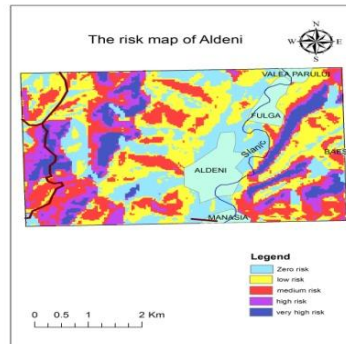 The risk map of Aldeni
N
W E
S
VALEA PARULUI
FULGA
Slanic
BAES
ALDENI
MANASIA
Legend
Zero risk
low risk
medium risk
high risk
very high risk
0 0.5 1 2 Km